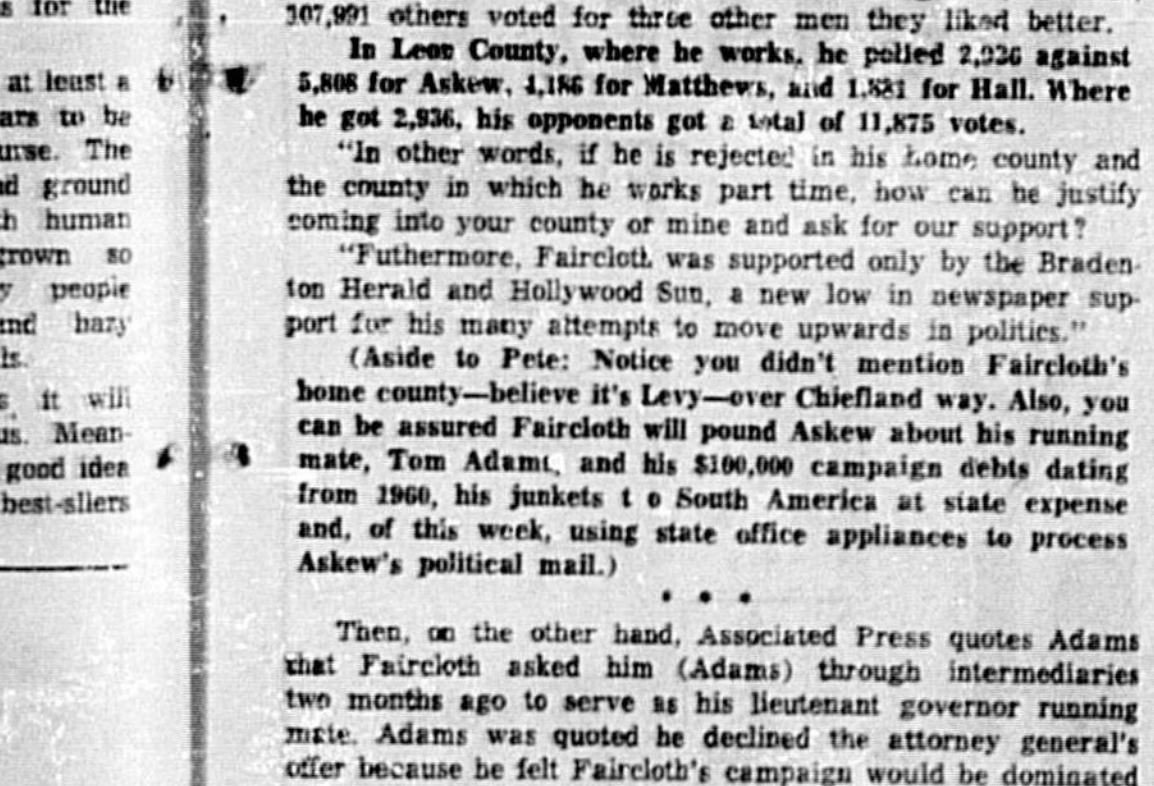 s for the
at least a
ars to be
urse. The
nd ground
th human
grown so
y people
and hazy
ls.
s, it will
us. Mean-
good idea
best-sllers
107,991 others voted for three other men they liked better.
In Leon County, where he works, he polled 2,936 against
5,808 for Askew, 4,186 for Matthews, and 1,881 for Hall. Where
he got 2,936, his opponents got a total of 11,875 votes.
"In other words, if he is rejected in his home county and
the county in which he works part time, how can he justify
coming into your county or mine and ask for our support?
"Futhermore, Faircloth was supported only by the Braden-
ton Herald and Hollywood Sun, a new low in newspaper sup-
port for his many attempts to move upwards in politics."
(Aside to Pete: Notice you didn't mention Faircloth's
home county—believe it's Levy—over Chiefland way. Also, you
can be assured Faircloth will pound Askew about his running
mate, Tom Adams, and his $100,000 campaign debts dating
from 1960, his junkets t o South America at state expense
and, of this week, using state office appliances to process
Askew's political mail.)
• • •
Then, on the other hand, Associated Press quotes Adams
that Faircloth asked him (Adams) through intermediaries
two months ago to serve as his lieutenant governor running
mate. Adams was quoted he declined the attorney general's
offer because he felt Faircloth's campaign would be dominated